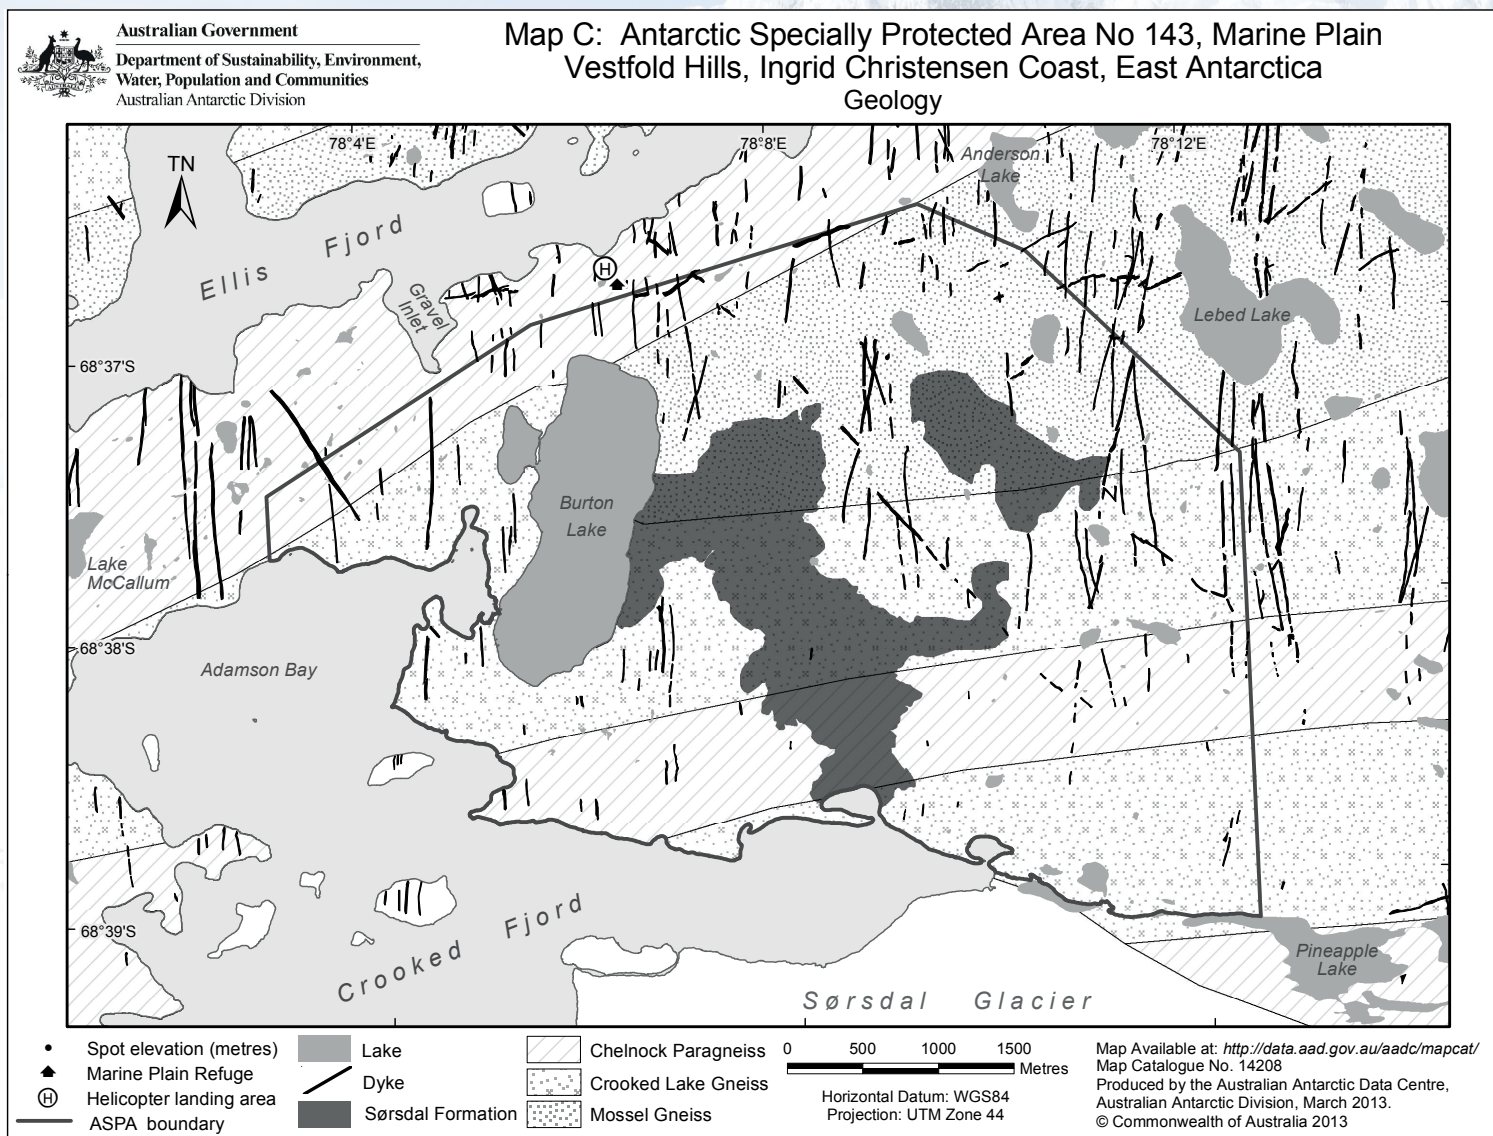 Australian Government
Department of Sustainability, Environment,
Water, Population and Communities
Australian Antarctic Division
Map C: Antarctic Specially Protected Area No 143, Marine Plain
Vestfold Hills, Ingrid Christensen Coast, East Antarctica
Geology
78°4'E
78°8'E
78°12'E
TN
Anderson
Lake
Ellis Fjord
H
Gravel
Inlet
Lebed Lake
68°37'S
Burton
Lake
Lake
McCallum
68°38'S
Adamson Bay
68°39'S
Crooked Fjord
Pineapple
Lake
Sørsdal Glacier
Spot elevation (metres)
Marine Plain Refuge
H Helicopter landing area
ASPA boundary
Lake
Dyke
Sørsdal Formation
Chelnock Paragneiss
Crooked Lake Gneiss
Mossel Gneiss
0 500 1000 1500
Metres
Horizontal Datum: WGS84
Projection: UTM Zone 44
Map Available at: http://data.aad.gov.au/aadc/mapcat/
Map Catalogue No. 14208
Produced by the Australian Antarctic Data Centre,
Australian Antarctic Division, March 2013.
© Commonwealth of Australia 2013